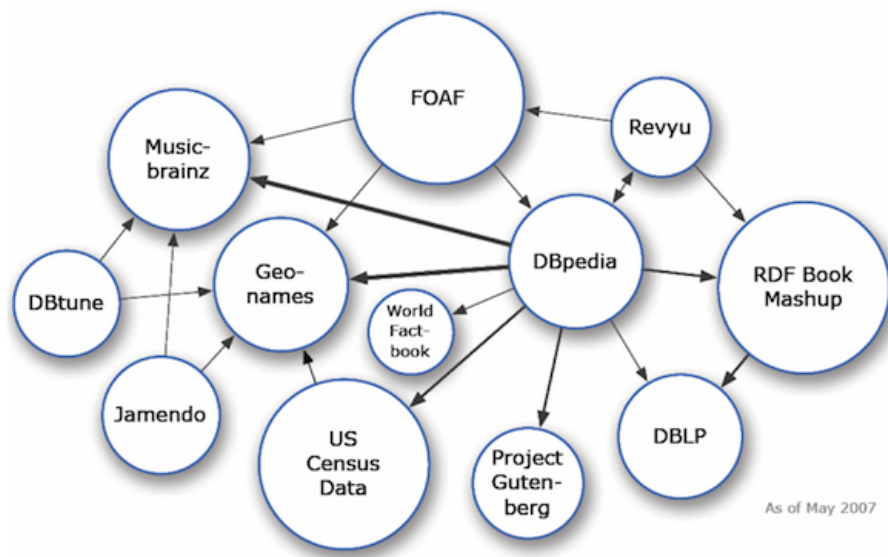 FOAF
Revyu
Music-
brainz
DBpedia
Geo-
names
RDF Book
Mashup
DBtune
World
Fact-
book
Jamendo
US
Census
Data
Project
Guten-
berg
DBLP
As of May 2007